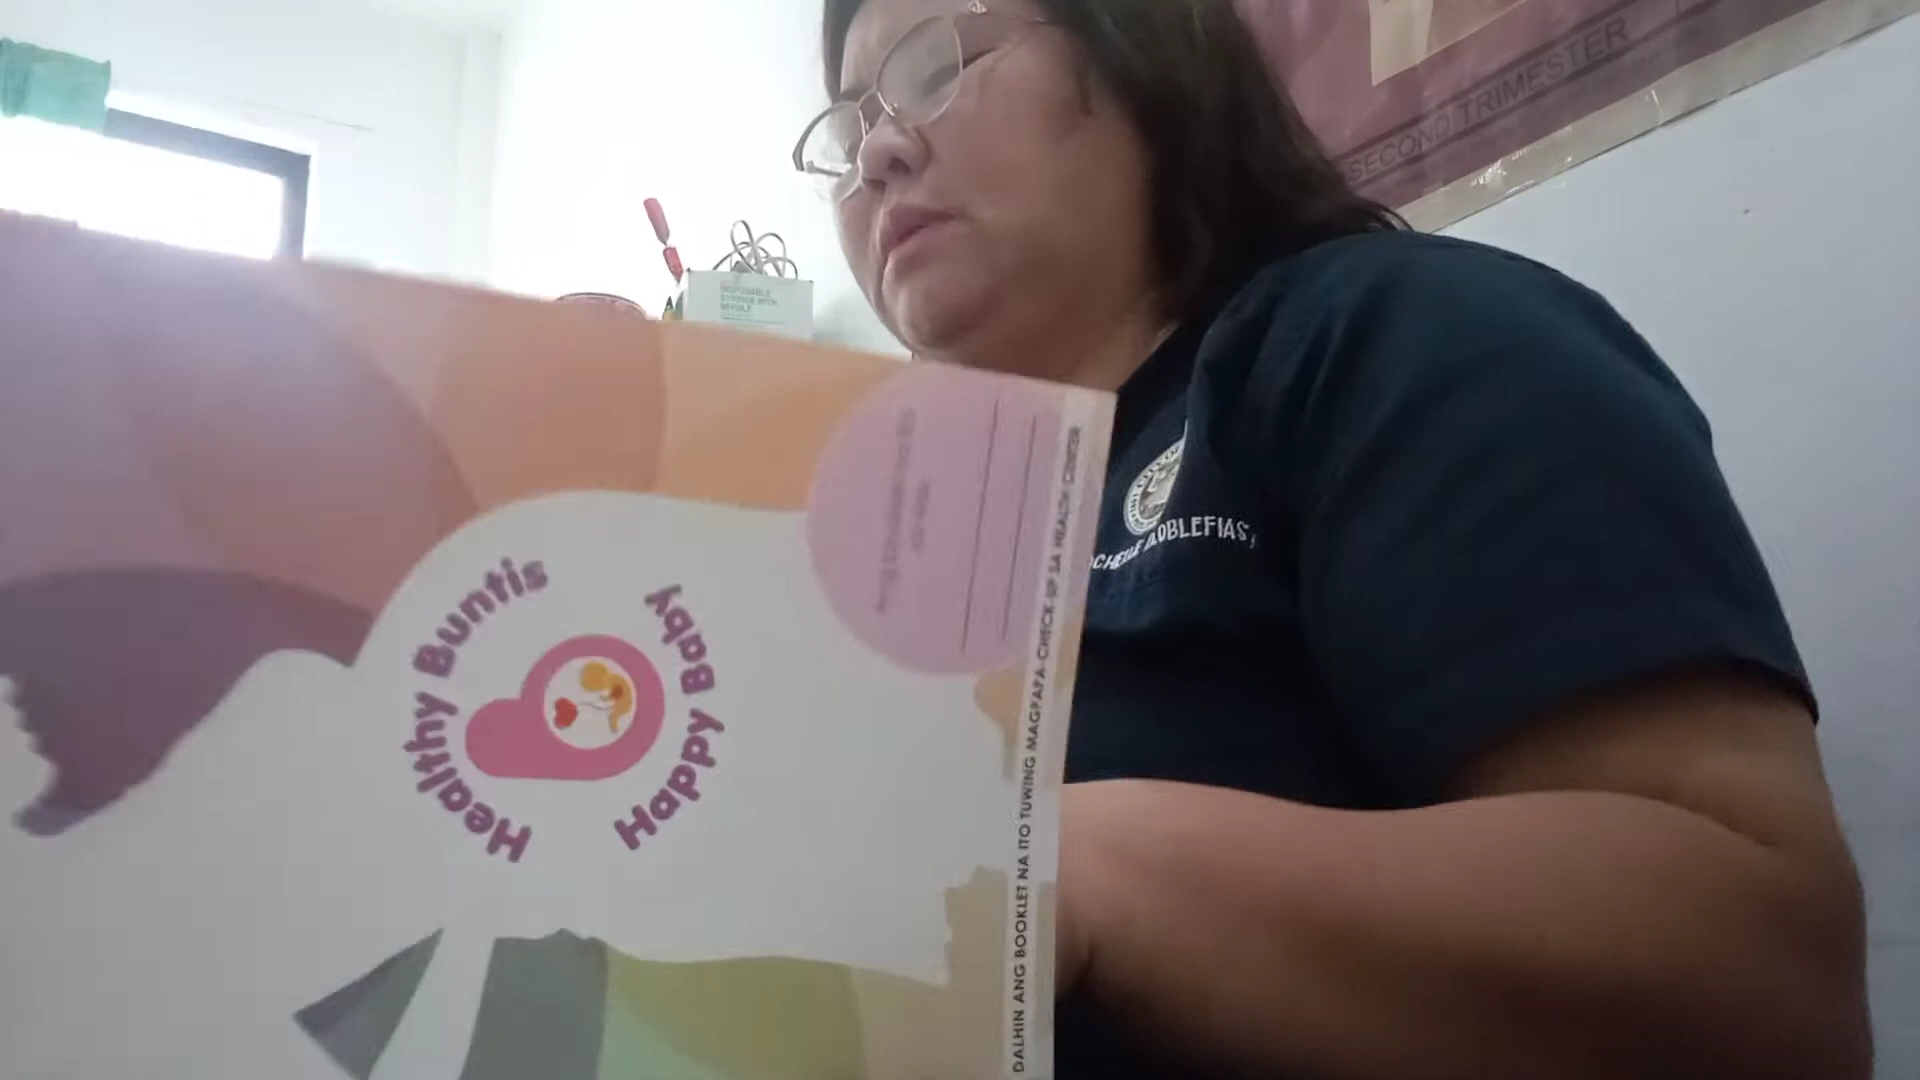 SECOND TRIMESTER
DISPOSABLE
SYRINGE WITH
NEEDLE
Healthy Buntis
Happy Baby
DALHIN ANG BOOKLET NA ITO TUWING MAGPAPA-CHECK-UP SA HEALTH CENTER